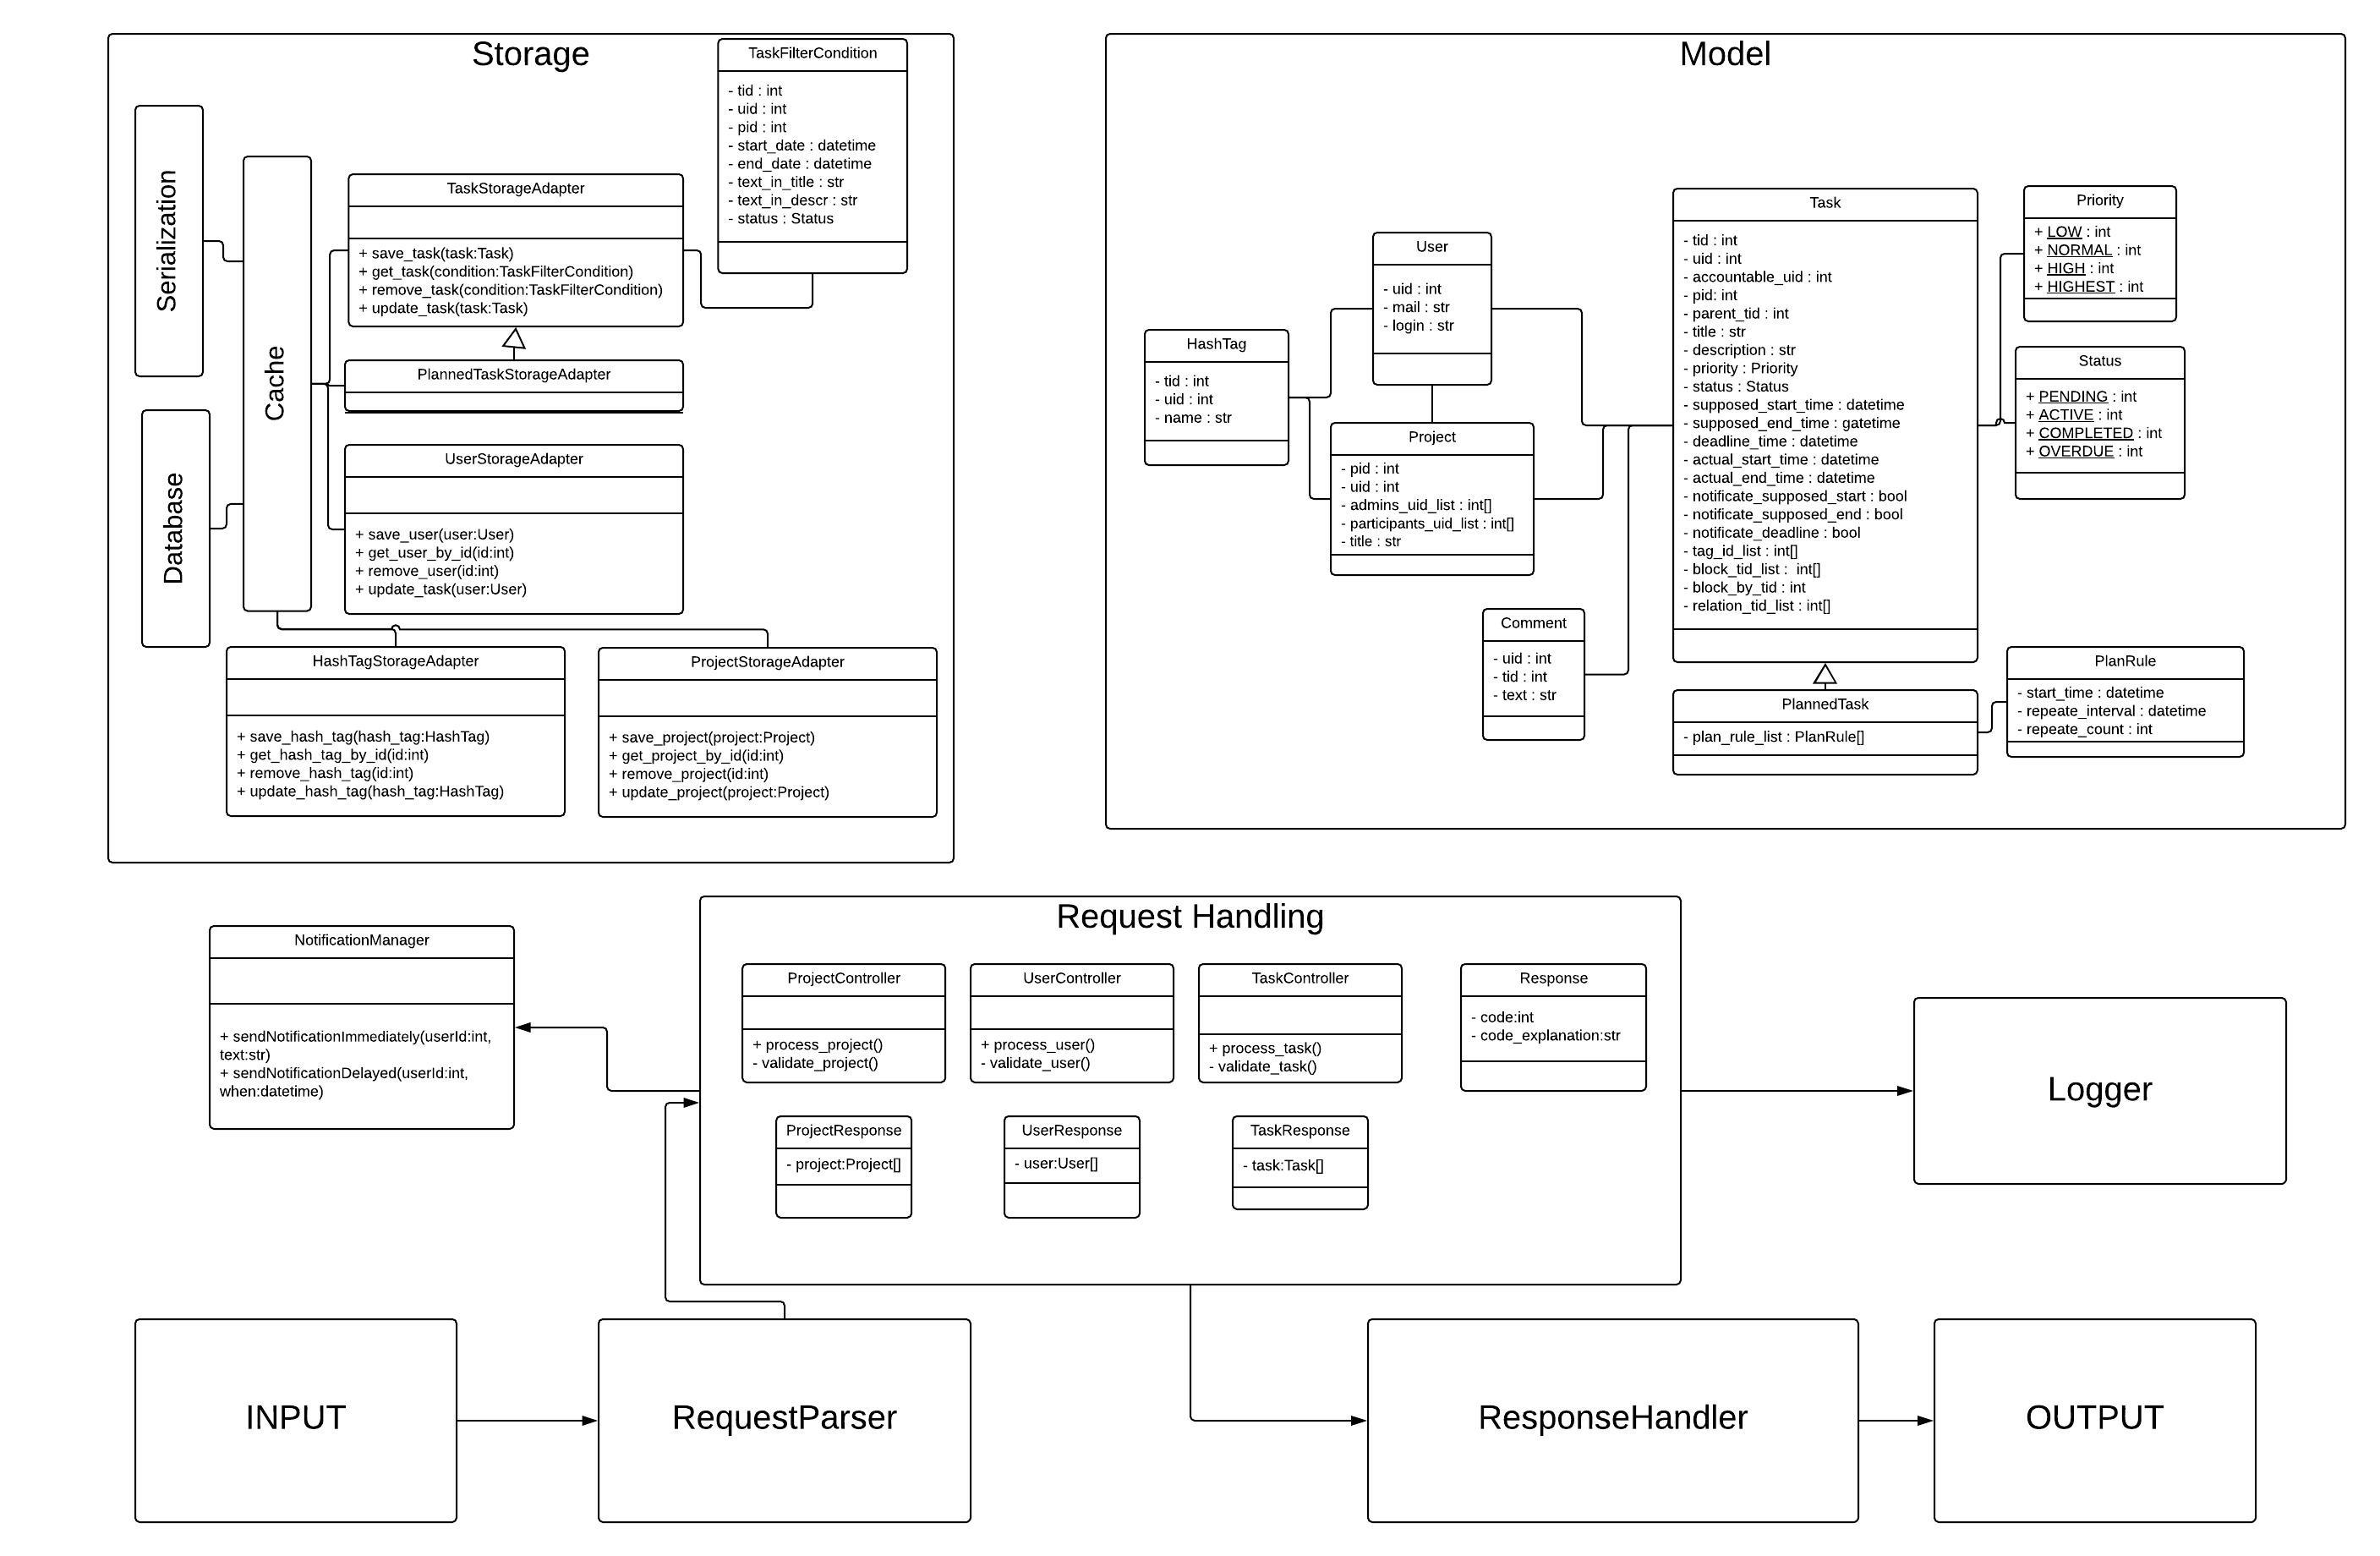 Storage
TaskFilterCondition
- tid : int
- uid : int
- pid : int
- start_date : datetime
- end_date : datetime
- text_in_title : str
- text_in_descr : str
- status : Status
Serialization
Database
Cache
TaskStorageAdapter
+ save_task(task:Task)
+ get_task(condition:TaskFilterCondition)
+ remove_task(condition:TaskFilterCondition)
+ update_task(task:Task)
PlannedTaskStorageAdapter
UserStorageAdapter
+ save_user(user:User)
+ get_user_by_id(id:int)
+ remove_user(id:int)
+ update_task(user:User)
HashTagStorageAdapter
+ save_hash_tag(hash_tag:HashTag)
+ get_hash_tag_by_id(id:int)
+ remove_hash_tag(id:int)
+ update_hash_tag(hash_tag:HashTag)
ProjectStorageAdapter
+ save_project(project:Project)
+ get_project_by_id(id:int)
+ remove_project(id:int)
+ update_project(project:Project)
Model
HashTag
- tid : int
- uid : int
- name : str
User
- uid : int
- mail : str
- login : str
Project
- pid : int
- uid : int
- admins_uid_list : int[]
- participants_uid_list : int[]
- title : str
Comment
- uid : int
- tid : int
- text : str
Task
- tid : int
- uid : int
- accountable_uid : int
- pid: int
- parent_tid : int
- title : str
- description : str
- priority : Priority
- status : Status
- supposed_start_time : datetime
- supposed_end_time : gatetime
- deadline_time : datetime
- actual_start_time : datetime
- actual_end_time : datetime
- notificate_supposed_start : bool
- notificate_supposed_end : bool
- notificate_deadline : bool
- tag_id_list : int[]
- block_tid_list :  int[]
- block_by_tid : int
- relation_tid_list : int[]
PlannedTask
- plan_rule_list : PlanRule[]
Priority
+ LOW : int
+ NORMAL : int
+ HIGH : int
+ HIGHEST : int
Status
+ PENDING : int
+ ACTIVE : int
+ COMPLETED : int
+ OVERDUE : int
PlanRule
- start_time : datetime
- repeate_interval : datetime
- repeate_count : int
NotificationManager
+ sendNotificationImmediately(userId:int,
text:str)
+ sendNotificationDelayed(userId:int,
when:datetime)
Request Handling
ProjectController
+ process_project()
- validate_project()
UserController
+ process_user()
- validate_user()
TaskController
+ process_task()
- validate_task()
Response
- code:int
- code_explanation:str
ProjectResponse
- project:Project[]
UserResponse
- user:User[]
TaskResponse
- task:Task[]
Logger
INPUT
RequestParser
ResponseHandler
OUTPUT